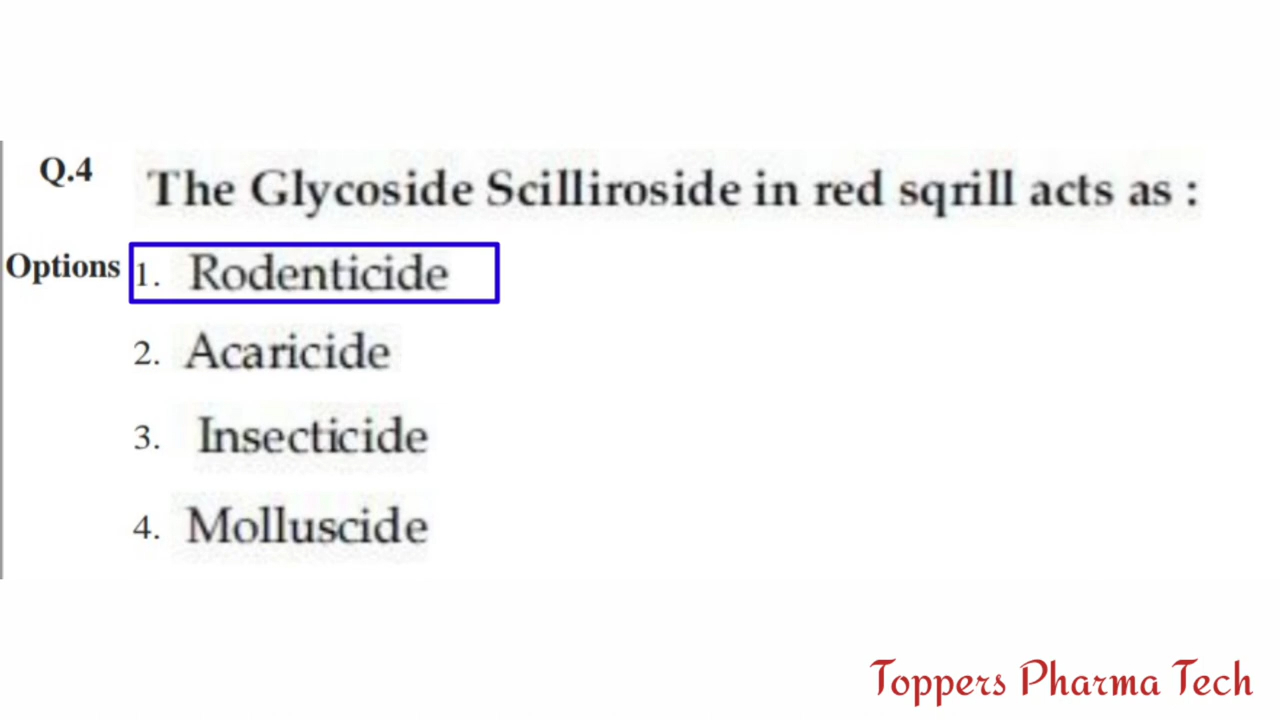 Q.4 The Glycoside Scilliroside in red sqrill acts as :
Options 1. Rodenticide
2. Acaricide
3. Insecticide
4. Molluscide
Toppers Pharma Tech